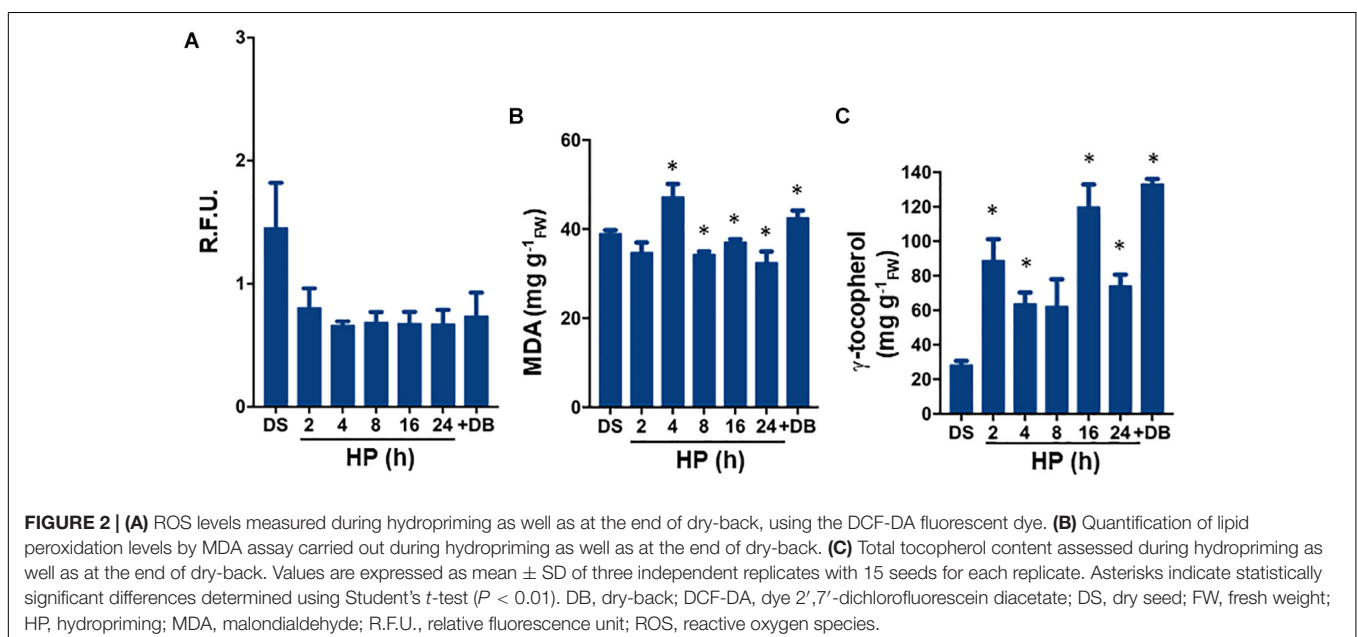 A
3
2
1
0
R.F.U.
DS 2 4 8 16 24 +DB
HP (h)
B
60
40
20
0
MDA (mg g-1FW)
* * * * *
DS 2 4 8 16 24 +DB
HP (h)
C
140
120
100
80
60
40
20
0
γ-tocopherol
(mg g-1FW)
* * * * *
DS 2 4 8 16 24 +DB
HP (h)
FIGURE 2 | (A) ROS levels measured during hydropriming as well as at the end of dry-back, using the DCF-DA fluorescent dye. (B) Quantification of lipid
peroxidation levels by MDA assay carried out during hydropriming as well as at the end of dry-back. (C) Total tocopherol content assessed during hydropriming as
well as at the end of dry-back. Values are expressed as mean ± SD of three independent replicates with 15 seeds for each replicate. Asterisks indicate statistically
significant differences determined using Student's t-test (P < 0.01). DB, dry-back; DCF-DA, dye 2′,7′-dichlorofluorescein diacetate; DS, dry seed; FW, fresh weight;
HP, hydropriming; MDA, malondialdehyde; R.F.U., relative fluorescence unit; ROS, reactive oxygen species.